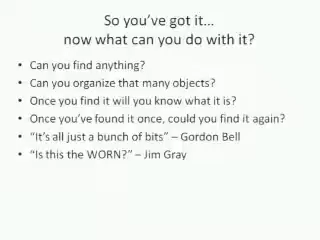 So you've got it...
now what can you do with it?
• Can you find anything?
• Can you organize that many objects?
• Once you find it will you know what it is?
• Once you've found it once, could you find it again?
• “It's all just a bunch of bits” – Gordon Bell
• “Is this the WORN?” – Jim Gray